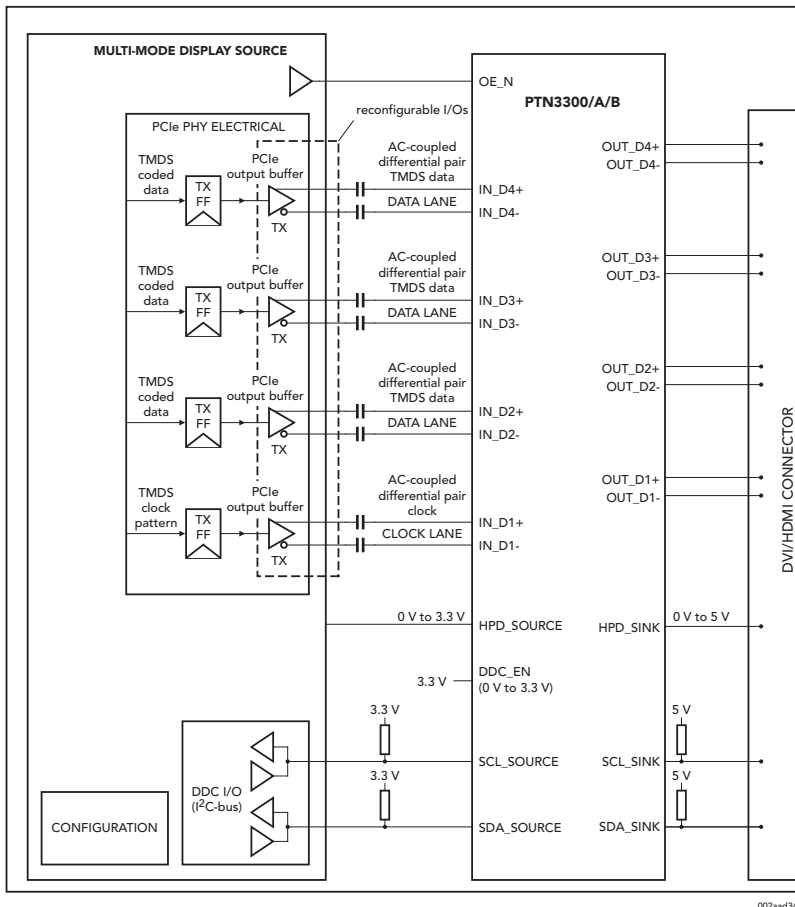 MULTI-MODE DISPLAY SOURCE
OE_N
PTN3300/A/B
reconfigurable I/Os
PCIe PHY ELECTRICAL
TMDS
coded
data
TX
FF
PCIe
output buffer
TX
AC-coupled
differential pair
TMDS data
DATA LANE
IN_D4+
IN_D4-
OUT_D4+
OUT_D4-
TMDS
coded
data
TX
FF
PCIe
output buffer
TX
AC-coupled
differential pair
TMDS data
DATA LANE
IN_D3+
IN_D3-
OUT_D3+
OUT_D3-
TMDS
coded
data
TX
FF
PCIe
output buffer
TX
AC-coupled
differential pair
TMDS data
DATA LANE
IN_D2+
IN_D2-
OUT_D2+
OUT_D2-
TMDS
clock
pattern
TX
FF
PCIe
output buffer
TX
AC-coupled
differential pair
clock
CLOCK LANE
IN_D1+
IN_D1-
OUT_D1+
OUT_D1-
DVI/HDMI CONNECTOR
0 V to 3.3 V
HPD_SOURCE
HPD_SINK
0 V to 5 V
3.3 V
DDC_EN
(0 V to 3.3 V)
3.3 V
SCL_SOURCE
SCL_SINK
5 V
DDC I/O
(I2C-bus)
3.3 V
SDA_SOURCE
SDA_SINK
5 V
CONFIGURATION